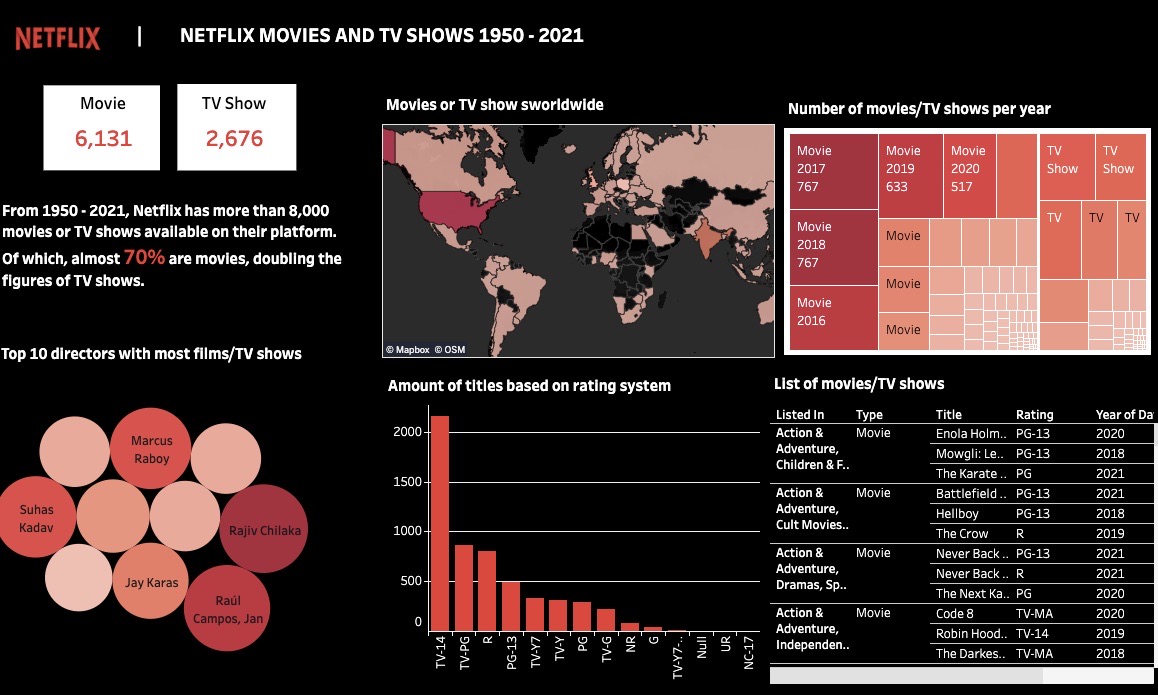 NETFLIX | NETFLIX MOVIES AND TV SHOWS 1950 - 2021
Movie
6,131
TV Show
2,676
From 1950 - 2021, Netflix has more than 8,000
movies or TV shows available on their platform.
Of which, almost 70% are movies, doubling the
figures of TV shows.
Top 10 directors with most films/TV shows
Marcus
Raboy
Suhas
Kadav
Rajiv Chilaka
Jay Karas
Raúl
Campos, Jan
Movies or TV show sworldwide
© Mapbox © OSM
Number of movies/TV shows per year
Movie
2017
767
Movie
2018
767
Movie
2016
Movie
2019
633
Movie
2020
517
Movie
Movie
Movie
TV
Show
TV
Show
TV
TV
TV
Amount of titles based on rating system
2000
1500
1000
500
0
TV-14
TV-PG
R
PG-13
TV-Y7
TV-Y
PG
TV-G
NR
G
TV-Y7-..
Null
UR
NC-17
List of movies/TV shows
Listed In Type Title Rating Year of Da
Action & Movie Enola Holm.. PG-13 2020
Adventure, Mowgli: Le.. PG-13 2018
Children & F.. The Karate .. PG 2021
Action & Movie Battlefield .. PG-13 2021
Adventure, Hellboy PG-13 2018
Cult Movies.. The Crow R 2019
Action & Movie Never Back .. PG-13 2021
Adventure, Never Back .. R 2021
Dramas, Sp.. The Next Ka.. PG 2020
Action & Movie Code 8 TV-MA 2020
Adventure, Robin Hood.. TV-14 2019
Independen.. The Darkes.. TV-MA 2018